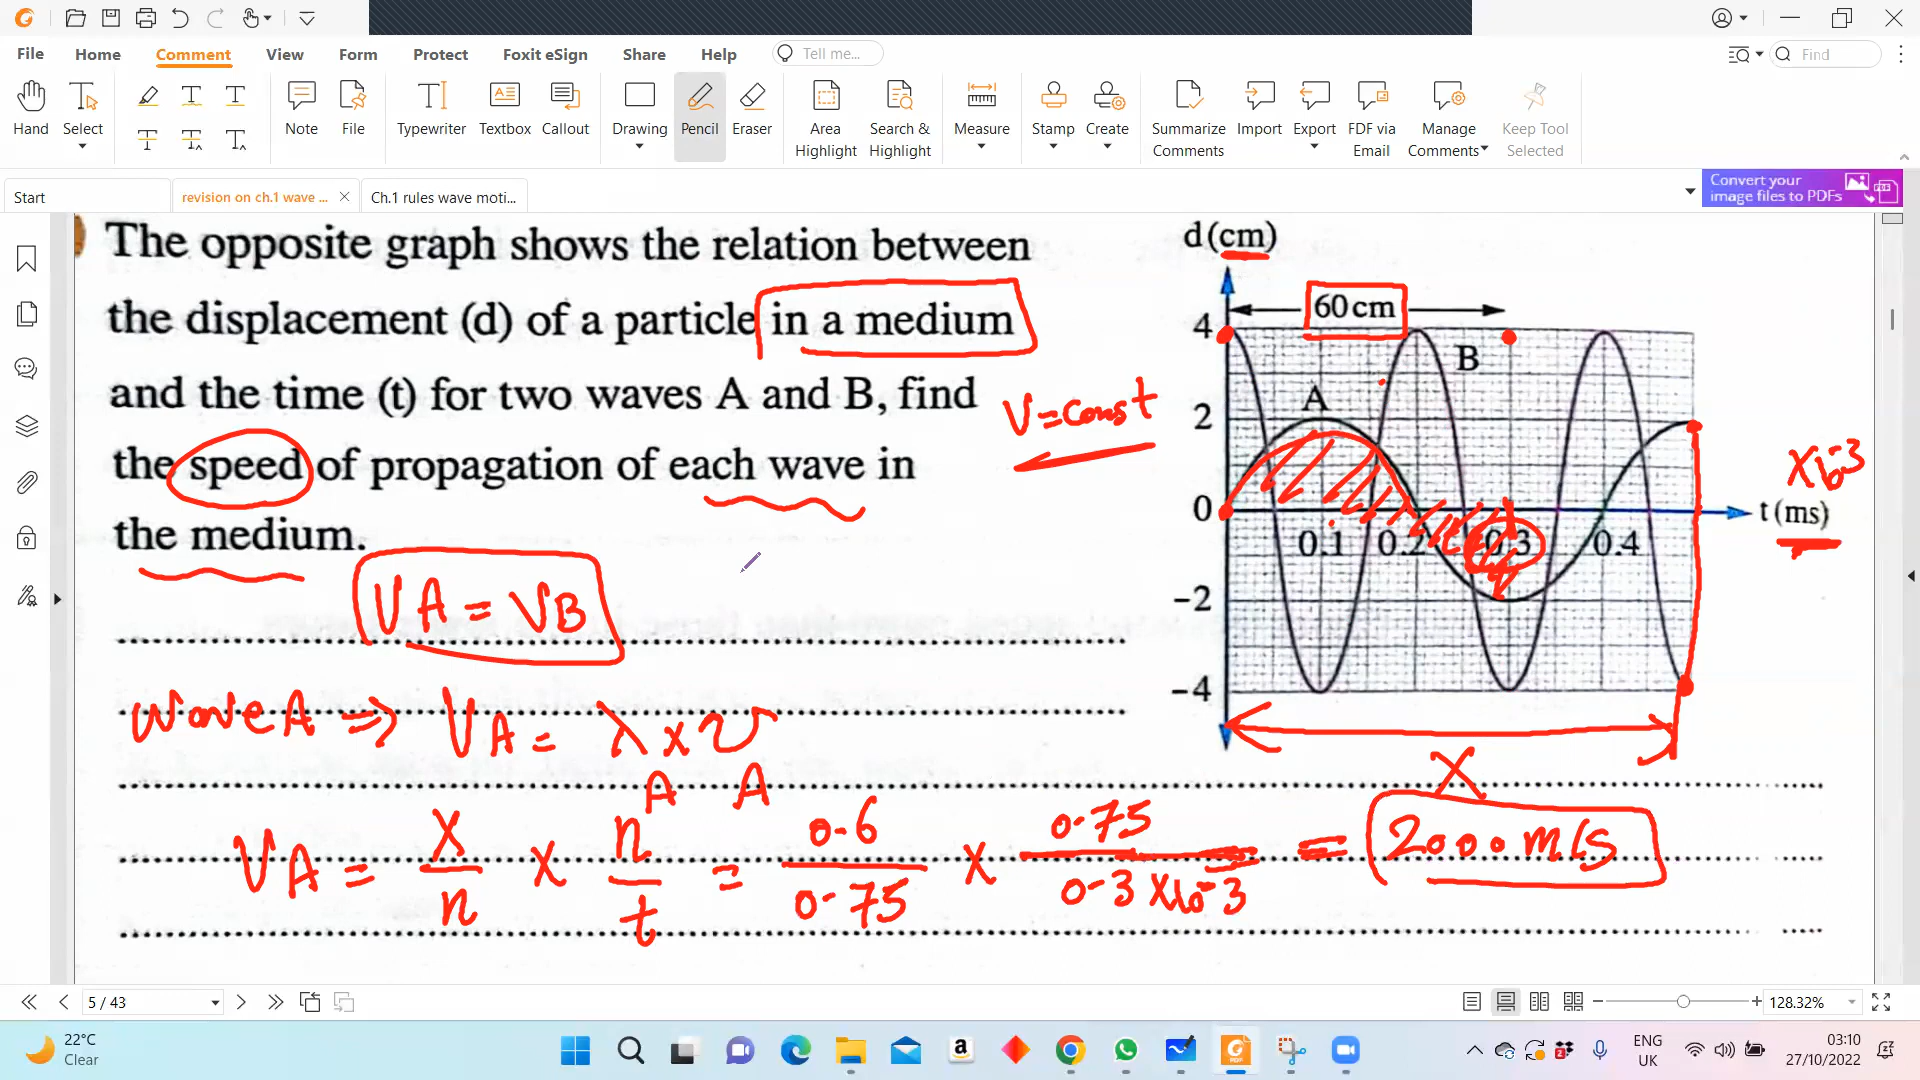 File Home Comment View Form Protect Foxit eSign Share Help Tell me... Find
Hand Select Note File Typewriter Textbox Callout Drawing Pencil Eraser Area Highlight Search & Highlight Measure Stamp Create Summarize Comments Import Export FDF via Email Manage Comments Keep Tool Selected
Start revision on ch.1 wave ... Ch.1 rules wave moti... Convert your image files to PDFs
The opposite graph shows the relation between
the displacement (d) of a particle in a medium
and the time (t) for two waves A and B, find
the speed of propagation of each wave in
the medium.
V = const
VA = VB
d (cm)
60 cm
4
B
A
2
0
0.1 0.2 0.3 0.4
t (ms)
-2
-4
X
Wave A ⇒ VA = λA × υA
VA = X/n × n/t = 0.6/0.75 × 0.75/0.3 × 10-3 = 2000 m/s
5 / 43 128.32%
22°C
Clear
ENG
UK
03:10
27/10/2022